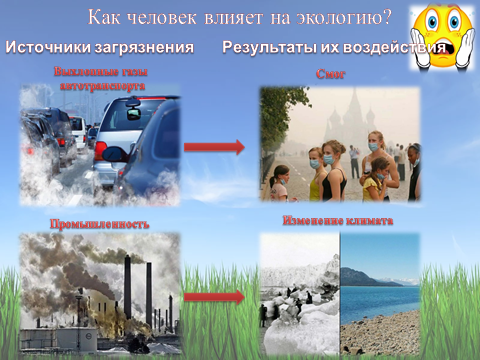 Как человек влияет на экологию?
Источники загрязнения
Результаты их воздействия
Выхлопные газы
автотранспорта
Смог
Промышленность
Изменение климата